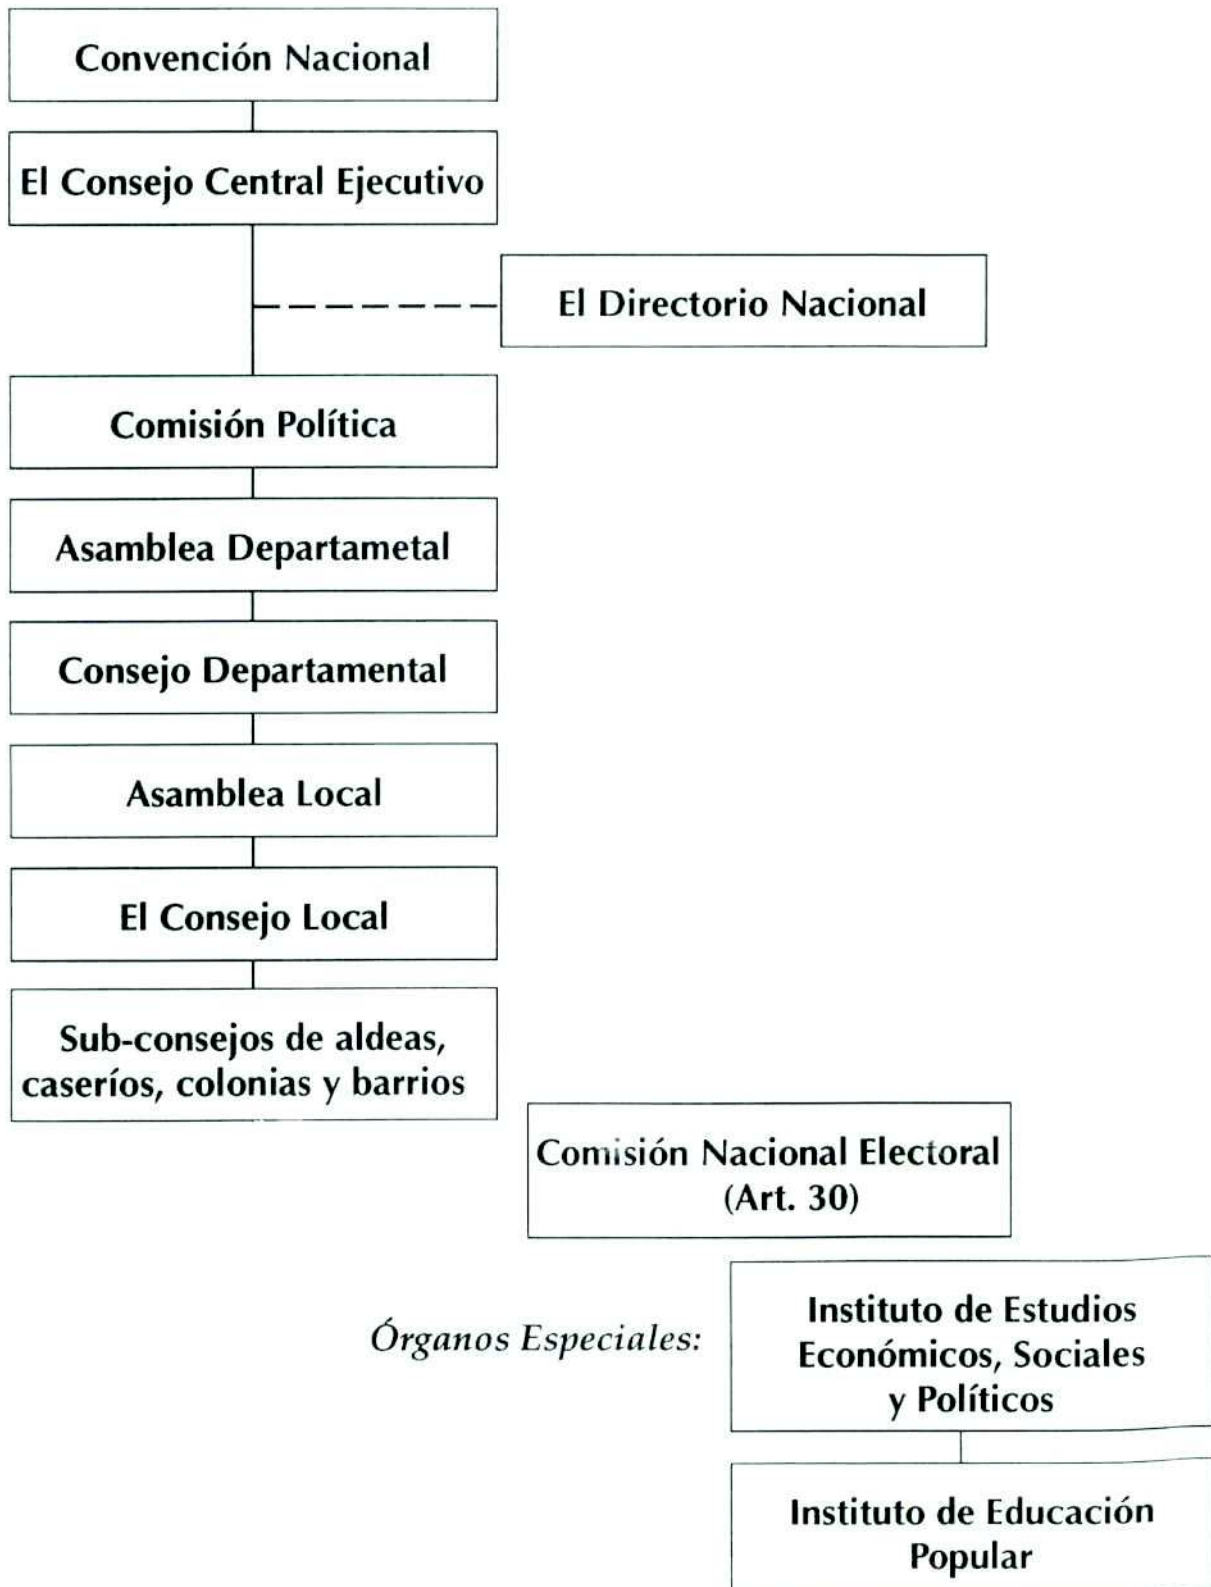 Convención Nacional
El Consejo Central Ejecutivo
El Directorio Nacional
Comisión Política
Asamblea Departametal
Consejo Departamental
Asamblea Local
El Consejo Local
Sub-consejos de aldeas,
caseríos, colonias y barrios
Comisión Nacional Electoral
(Art. 30)
Órganos Especiales:
Instituto de Estudios
Económicos, Sociales
y Políticos
Instituto de Educación
Popular